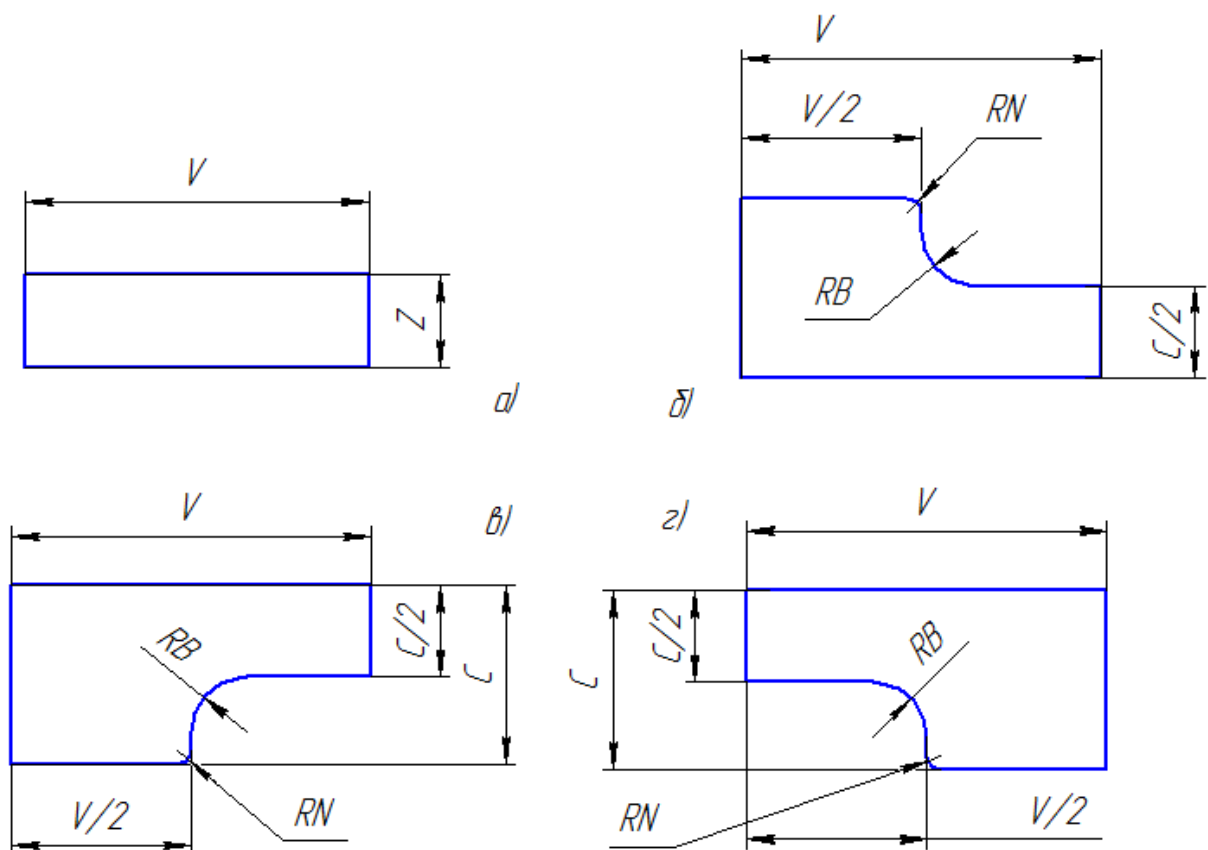 V
Z
а)
V
V/2
RN
RB
C/2
б)
V
в)
RB
C/2
C
V/2
RN
г)
V
C/2
C
RB
RN
V/2